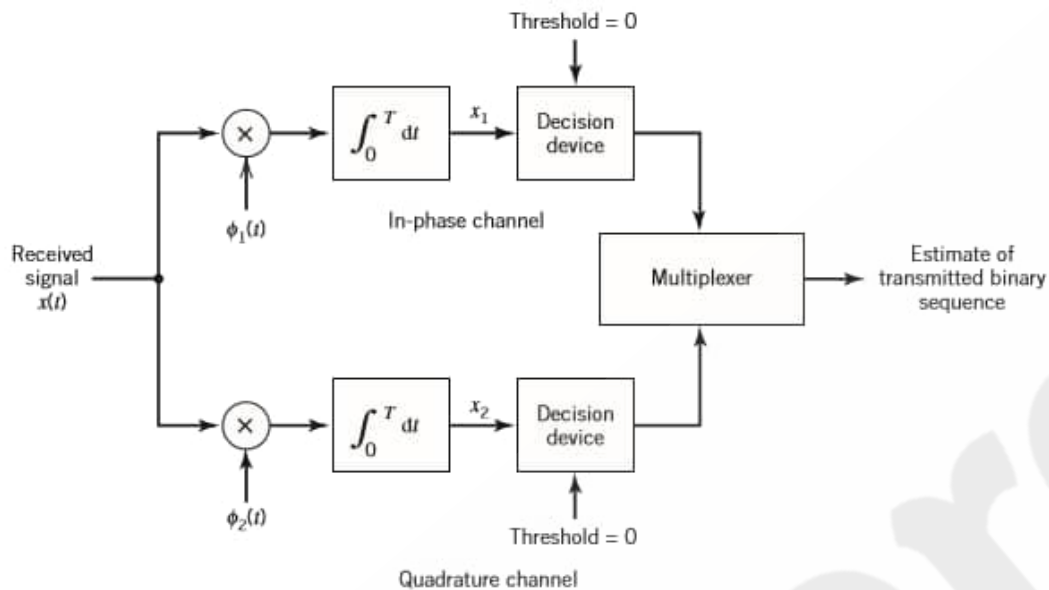 Threshold = 0
∫₀ᵀ dt
x₁
Decision
device
×
ϕ₁(t)
In-phase channel
Received
signal
x(t)
Multiplexer
Estimate of
transmitted binary
sequence
×
∫₀ᵀ dt
x₂
Decision
device
ϕ₂(t)
Threshold = 0
Quadrature channel